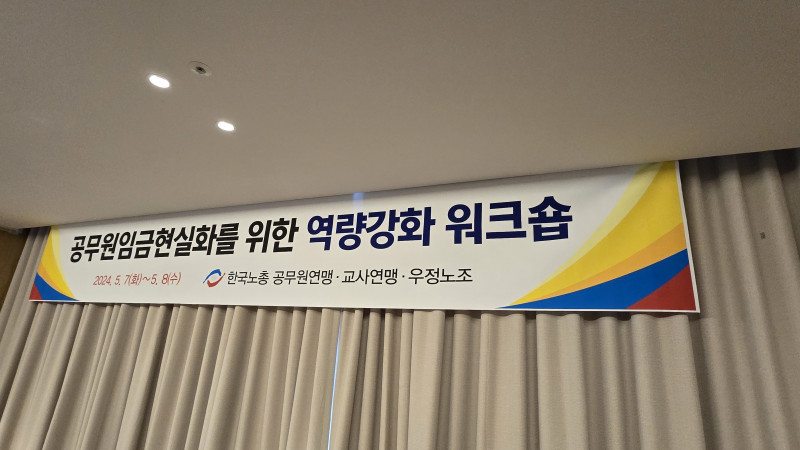 공무원임금현실화를 위한 역량강화 워크숍
2024. 5. 7(화)~5. 8(수) 한국노총 공무원연맹·교사연맹·우정노조